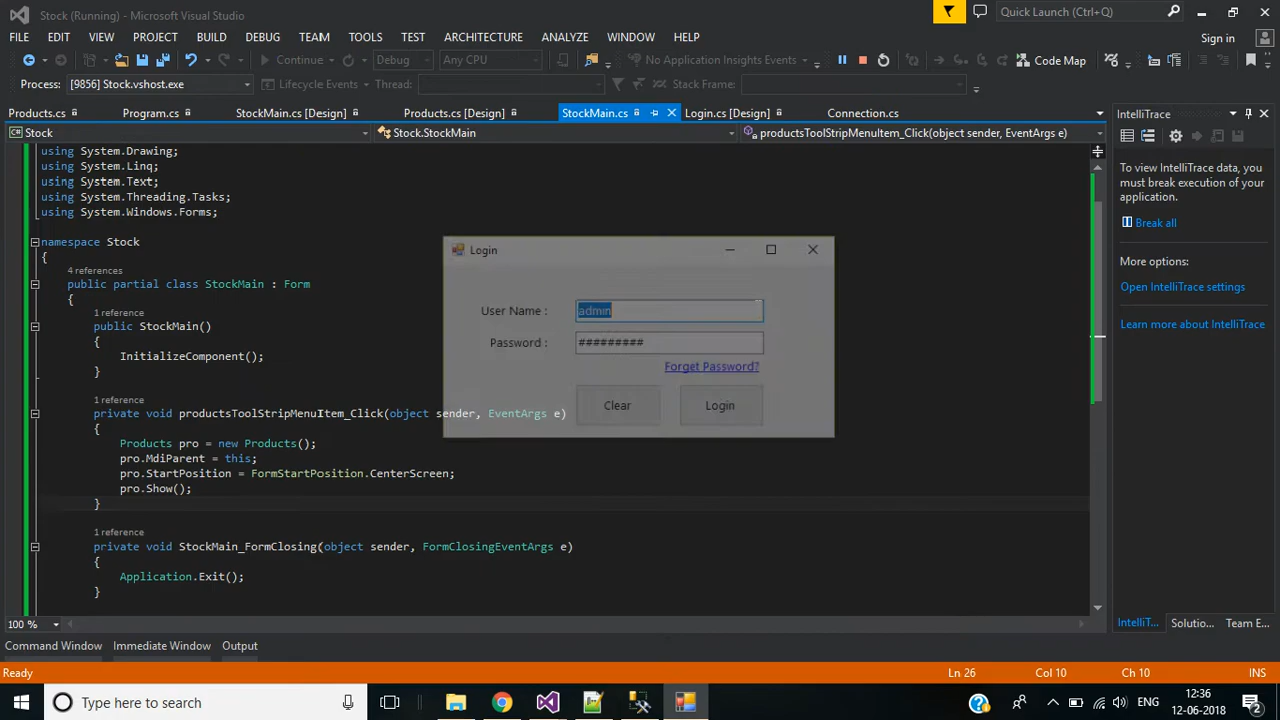 Stock (Running) - Microsoft Visual Studio
Quick Launch (Ctrl+Q)
FILE EDIT VIEW PROJECT BUILD DEBUG TEAM TOOLS TEST ARCHITECTURE ANALYZE WINDOW HELP
Sign in
Continue Debug Any CPU No Application Insights Events Code Map
Process: [9856] Stock.vshost.exe Lifecycle Events Thread: Stack Frame:
Products.cs Program.cs StockMain.cs [Design] Products.cs [Design] StockMain.cs Login.cs [Design] Connection.cs
Stock Stock.StockMain productsToolStripMenuItem_Click(object sender, EventArgs e)
using System.Drawing;
using System.Linq;
using System.Text;
using System.Threading.Tasks;
using System.Windows.Forms;
namespace Stock
{
4 references
public partial class StockMain : Form
{
1 reference
public StockMain()
{
InitializeComponent();
}
1 reference
private void productsToolStripMenuItem_Click(object sender, EventArgs e)
{
Products pro = new Products();
pro.MdiParent = this;
pro.StartPosition = FormStartPosition.CenterScreen;
pro.Show();
}
1 reference
private void StockMain_FormClosing(object sender, FormClosingEventArgs e)
{
Application.Exit();
}
Login
User Name : admin
Password : #########
Forget Password?
Clear Login
IntelliTrace
To view IntelliTrace data, you
must break execution of your
application.
Break all
More options:
Open IntelliTrace settings
Learn more about IntelliTrace
100 %
IntelliT... Solutio... Team E...
Command Window Immediate Window Output
Ready Ln 26 Col 10 Ch 10 INS
Type here to search
ENG
12:36
12-06-2018
2